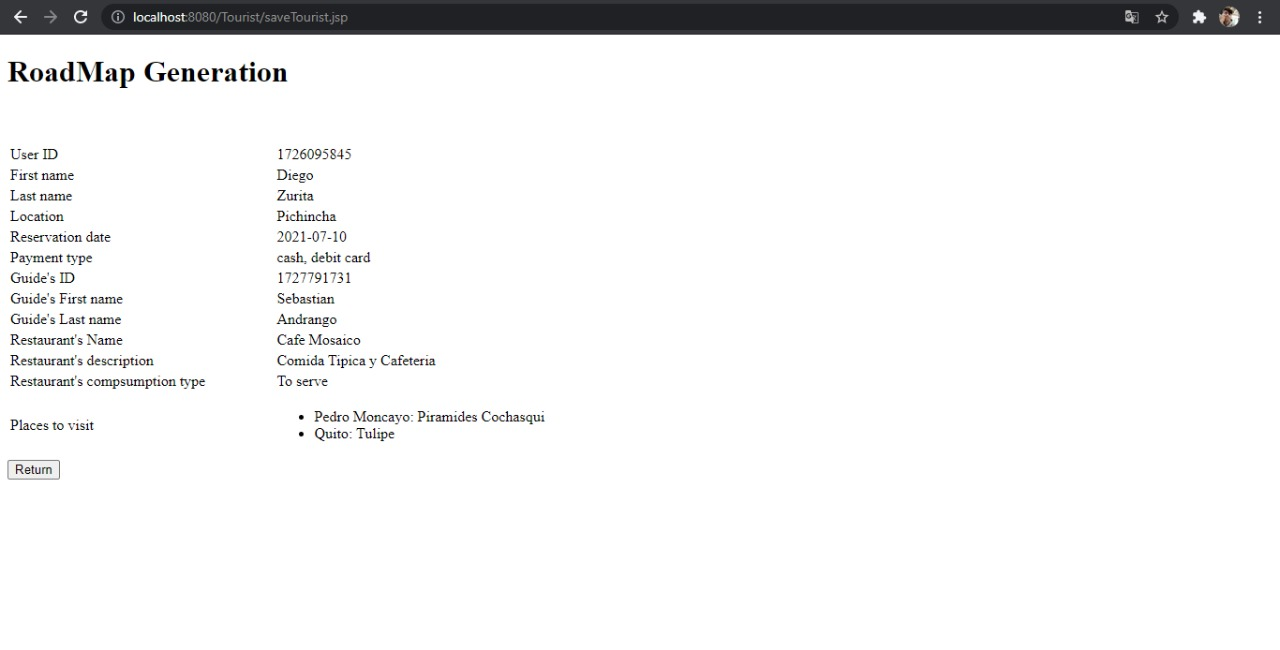 localhost:8080/Tourist/saveTourist.jsp
RoadMap Generation
User ID 1726095845
First name Diego
Last name Zurita
Location Pichincha
Reservation date 2021-07-10
Payment type cash, debit card
Guide's ID 1727791731
Guide's First name Sebastian
Guide's Last name Andrango
Restaurant's Name Cafe Mosaico
Restaurant's description Comida Tipica y Cafeteria
Restaurant's compsumption type To serve
Places to visit
• Pedro Moncayo: Piramides Cochasqui
• Quito: Tulipe
Return